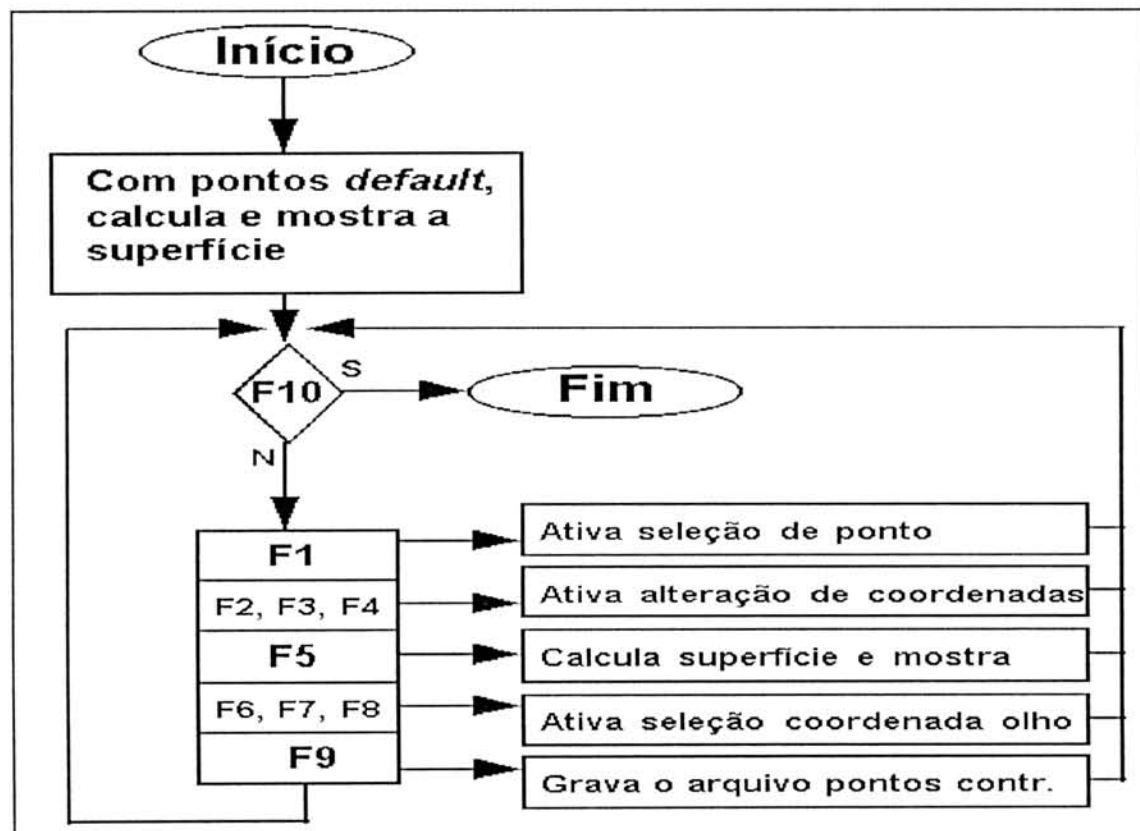 Início
Com pontos default,
calcula e mostra a
superfície
F10
S
Fim
N
F1
Ativa seleção de ponto
F2, F3, F4
Ativa alteração de coordenadas
F5
Calcula superfície e mostra
F6, F7, F8
Ativa seleção coordenada olho
F9
Grava o arquivo pontos contr.